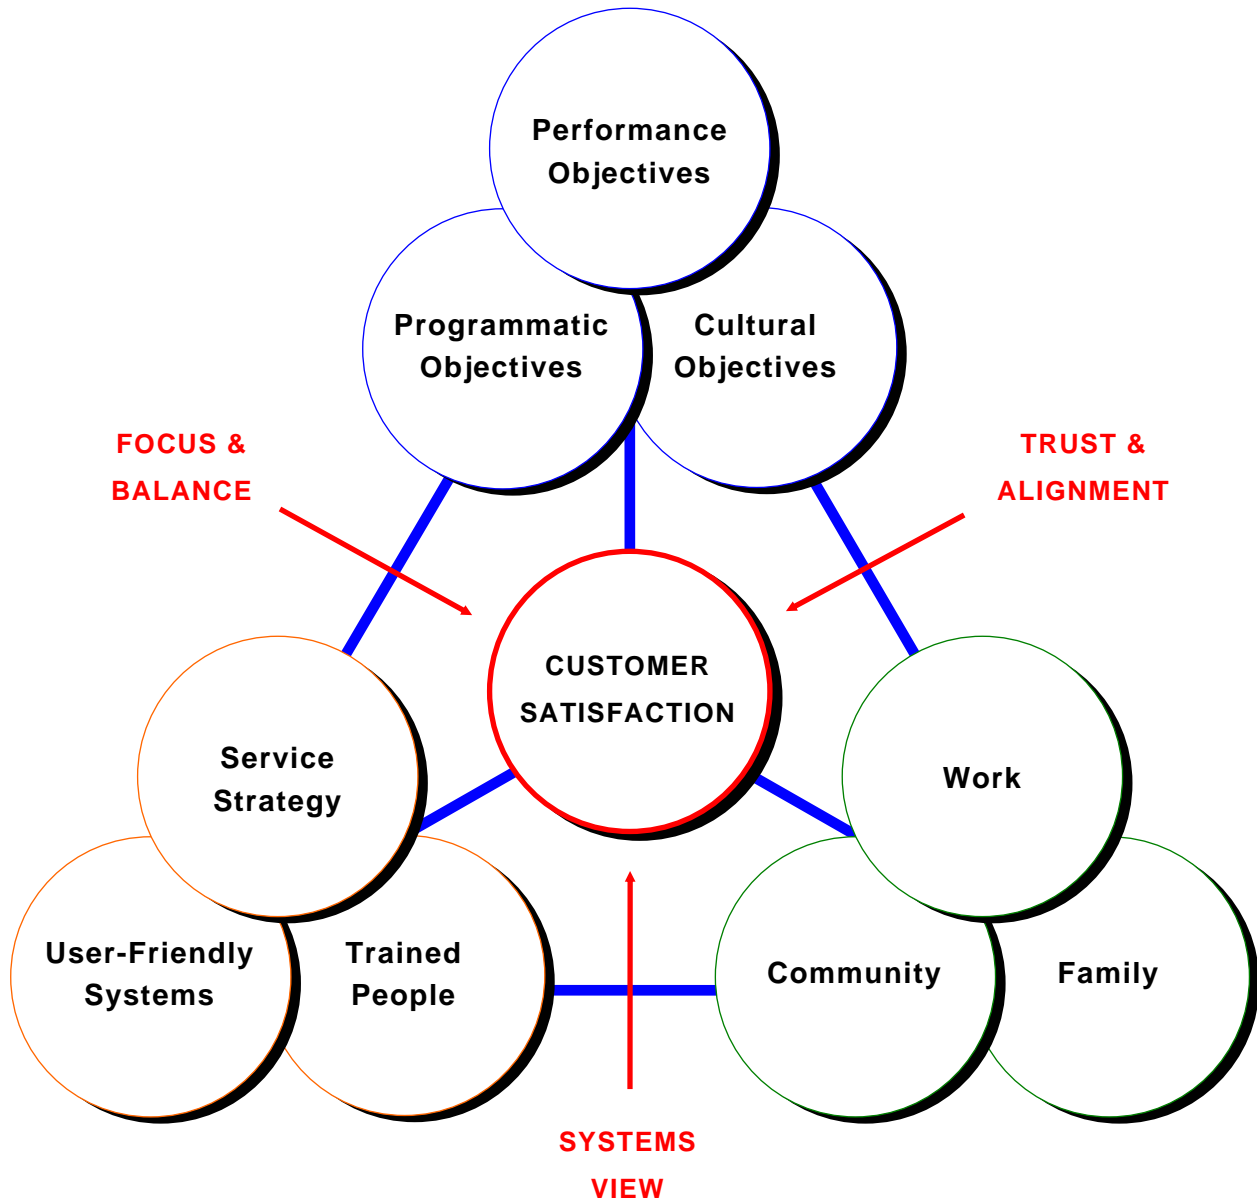 Performance
Objectives
Programmatic
Objectives
Cultural
Objectives
FOCUS &
BALANCE
TRUST &
ALIGNMENT
CUSTOMER
SATISFACTION
Service
Strategy
Work
User-Friendly
Systems
Trained
People
Community
Family
SYSTEMS
VIEW